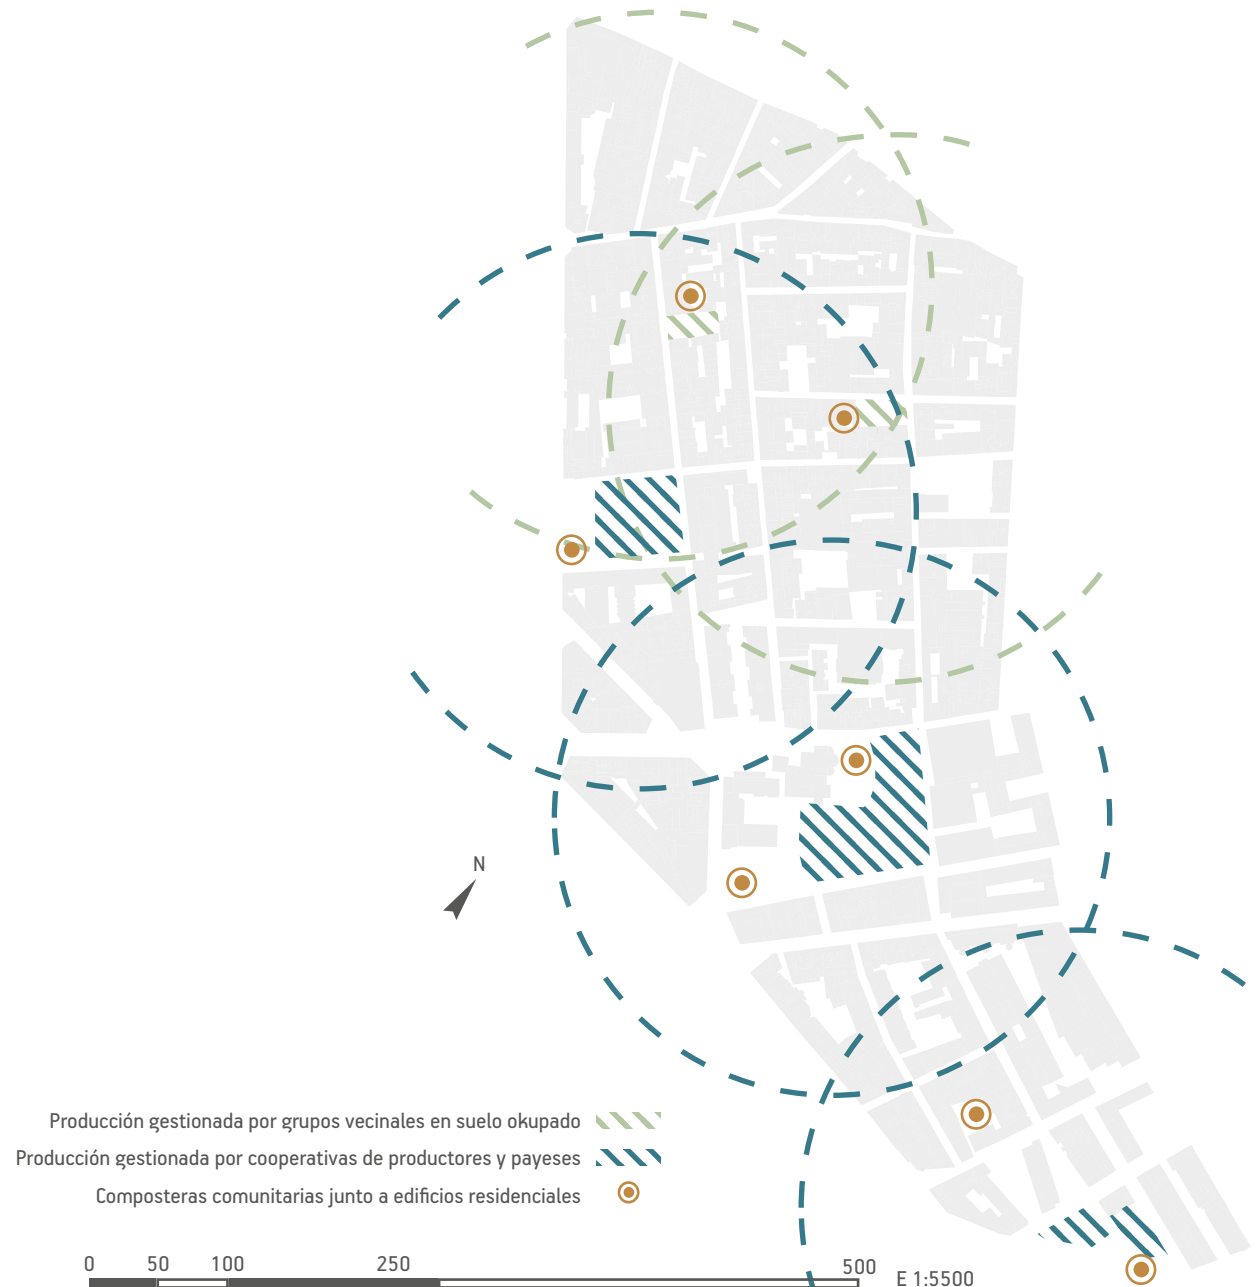 N
Producción gestionada por grupos vecinales en suelo okupado
Producción gestionada por cooperativas de productores y payeses
Composteras comunitarias junto a edificios residenciales
0 50 100 250 500 E 1:5500